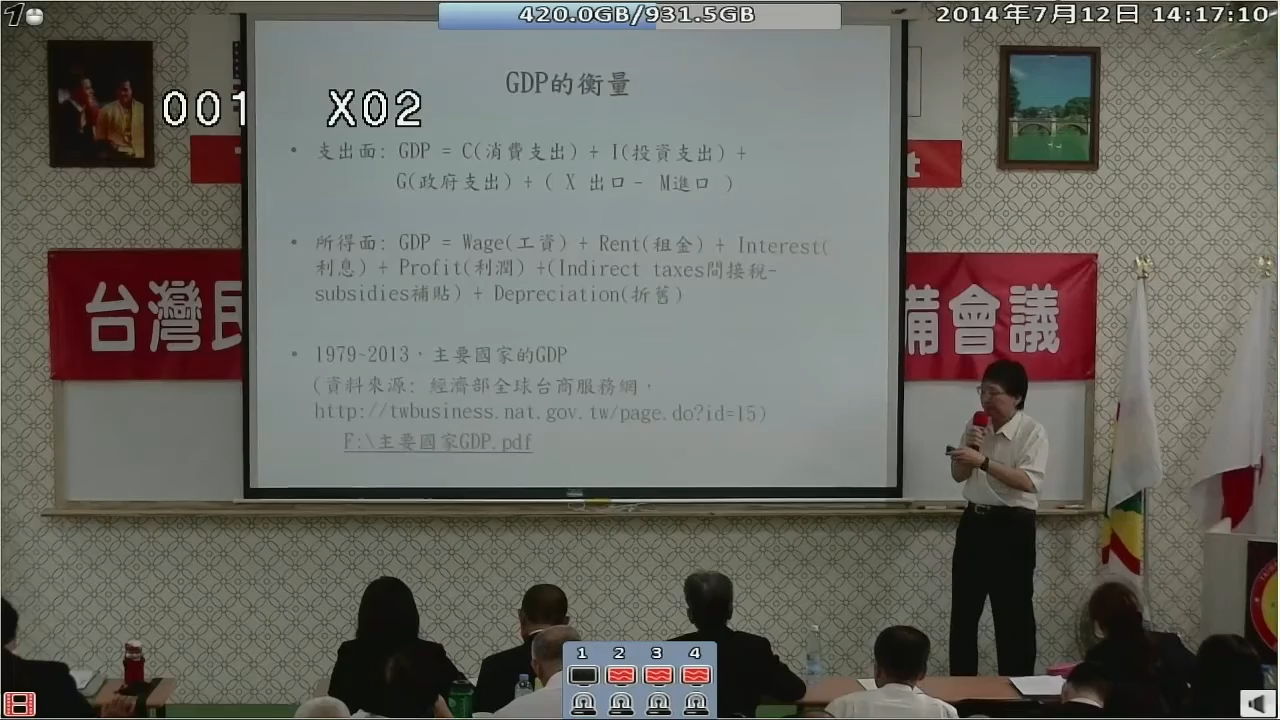 1
420.0GB/931.5GB
2014年7月12日 14:17:10
001 X02
GDP的衡量
• 支出面: GDP = C(消費支出) + I(投資支出) +
G(政府支出) + ( X 出口 - M進口 )
• 所得面: GDP = Wage(工資) + Rent(租金) + Interest(
利息) + Profit(利潤) +(Indirect taxes間接稅-
subsidies補貼) + Depreciation(折舊)
• 1979~2013，主要國家的GDP
(資料來源: 經濟部全球台商服務網，
http://twbusiness.nat.gov.tw/page.do?id=15)
F:\主要國家GDP.pdf
t
台灣民 備會議
1 2 3 4